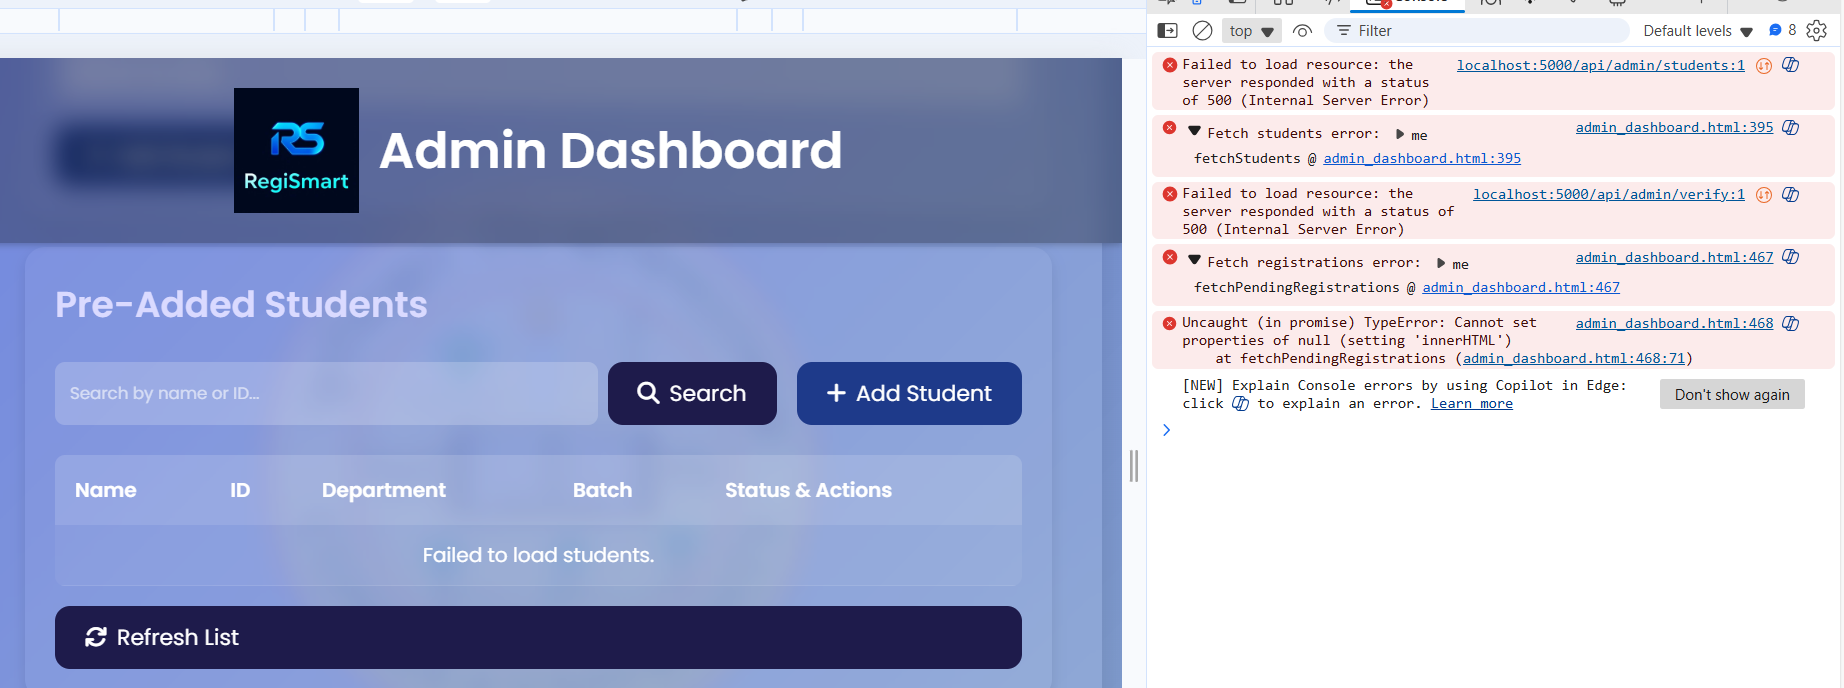 RS
RegiSmart
Admin Dashboard
Pre-Added Students
Search by name or ID...
Search
+ Add Student
Name ID Department Batch Status & Actions
Failed to load students.
Refresh List
top
Filter
Default levels
8
Failed to load resource: the localhost:5000/api/admin/students:1
server responded with a status
of 500 (Internal Server Error)
Fetch students error: me admin_dashboard.html:395
fetchStudents @ admin_dashboard.html:395
Failed to load resource: the localhost:5000/api/admin/verify:1
server responded with a status of
500 (Internal Server Error)
Fetch registrations error: me admin_dashboard.html:467
fetchPendingRegistrations @ admin_dashboard.html:467
Uncaught (in promise) TypeError: Cannot set admin_dashboard.html:468
properties of null (setting 'innerHTML')
at fetchPendingRegistrations (admin_dashboard.html:468:71)
[NEW] Explain Console errors by using Copilot in Edge:
click to explain an error. Learn more
Don't show again